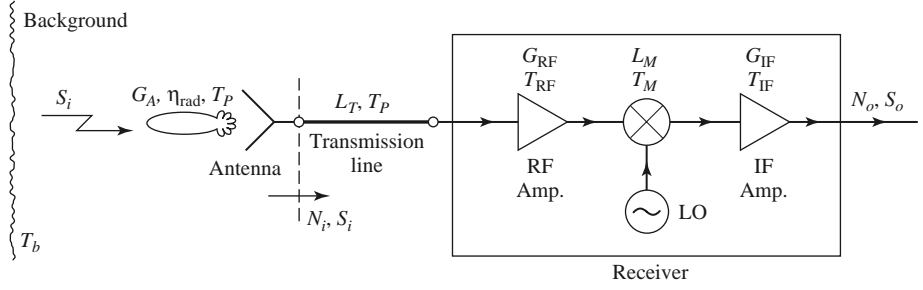 Background
S_i
G_A, η_rad, T_P
Antenna
L_T, T_P
Transmission
line
N_i, S_i
T_b
G_RF
T_RF
RF
Amp.
L_M
T_M
LO
G_IF
T_IF
IF
Amp.
N_o, S_o
Receiver